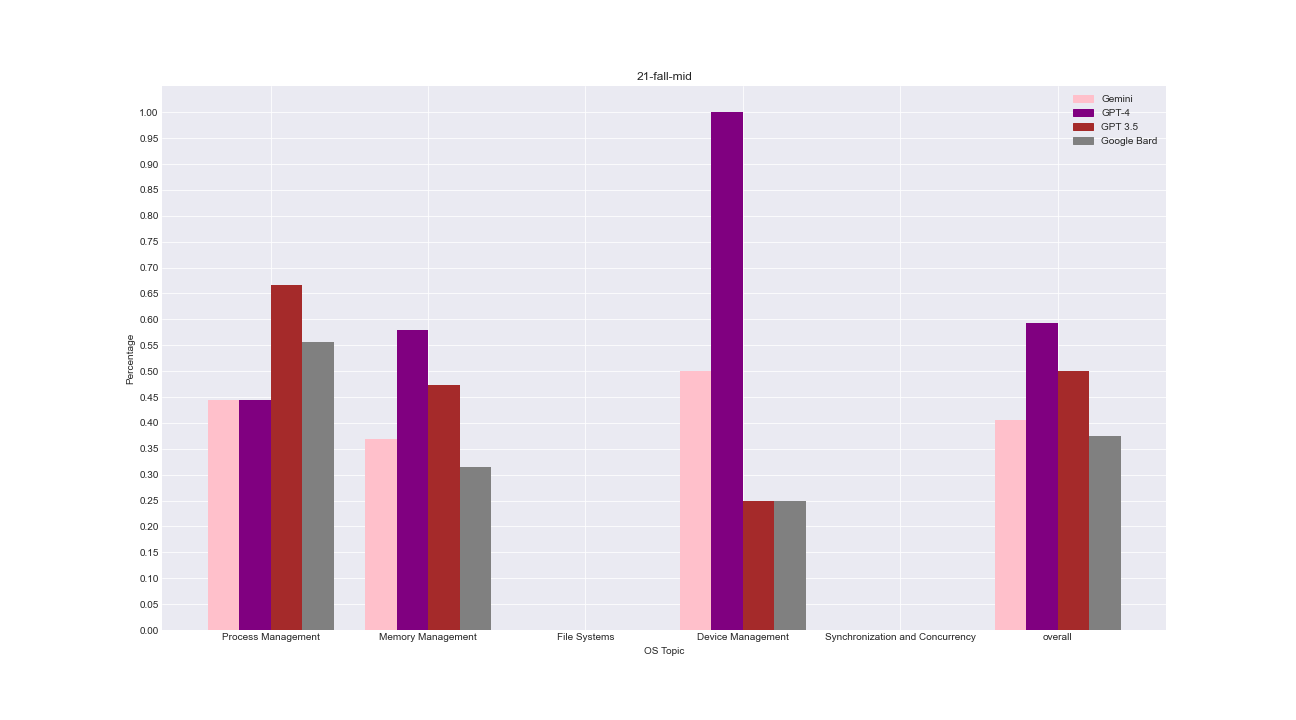 21-fall-mid
Gemini
GPT-4
GPT 3.5
Google Bard
1.00
0.95
0.90
0.85
0.80
0.75
0.70
0.65
0.60
0.55
0.50
0.45
0.40
0.35
0.30
0.25
0.20
0.15
0.10
0.05
0.00
Percentage
Process Management
Memory Management
File Systems
Device Management
Synchronization and Concurrency
overall
OS Topic